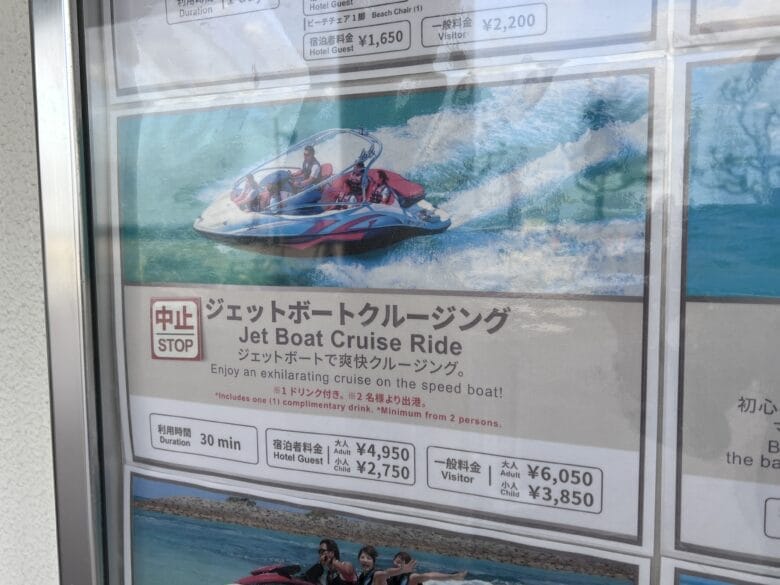 利用時間
Duration
ビーチチェア1脚 Beach Chair (1)
宿泊者料金
Hotel Guest
¥1,650
一般料金
Visitor
¥2,200
中止
STOP
ジェットボートクルージング
Jet Boat Cruise Ride
ジェットボートで爽快クルージング。
Enjoy an exhilarating cruise on the speed boat!
※1ドリンク付き。※2名様より出港。
*Includes one (1) complimentary drink. *Minimum from 2 persons.
利用時間
Duration
30 min
宿泊者料金
Hotel Guest
大人
Adult
¥4,950
小人
Child
¥2,750
一般料金
Visitor
大人
Adult
¥6,050
小人
Child
¥3,850
初心
B
the ba